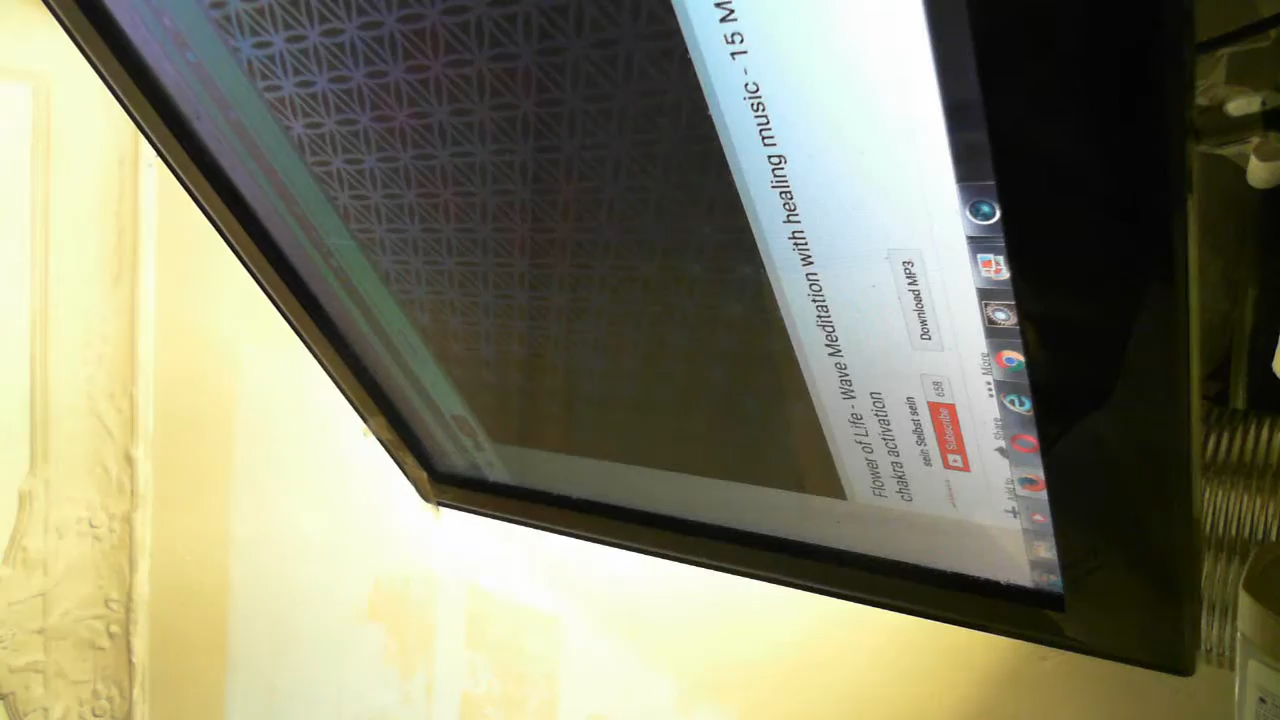 Flower of Life - Wave Meditation with healing music - 15 M
chakra activation
sein Selbst sein
Download MP3
Subscribe 658
Add to Share More